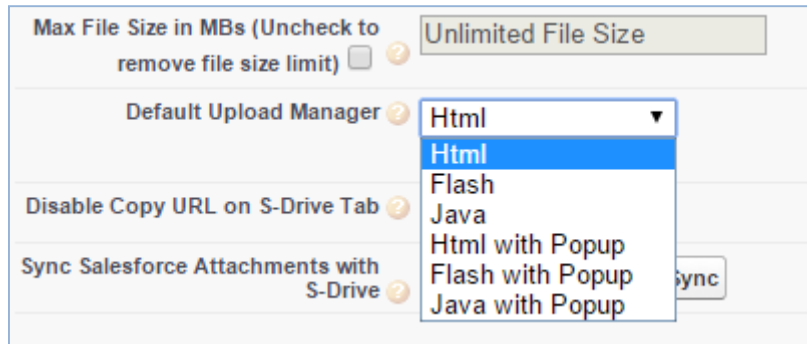 Max File Size in MBs (Uncheck to
remove file size limit)
Unlimited File Size
Default Upload Manager
Html
Html
Flash
Java
Html with Popup
Flash with Popup
Java with Popup
Disable Copy URL on S-Drive Tab
Sync Salesforce Attachments with
S-Drive
Sync